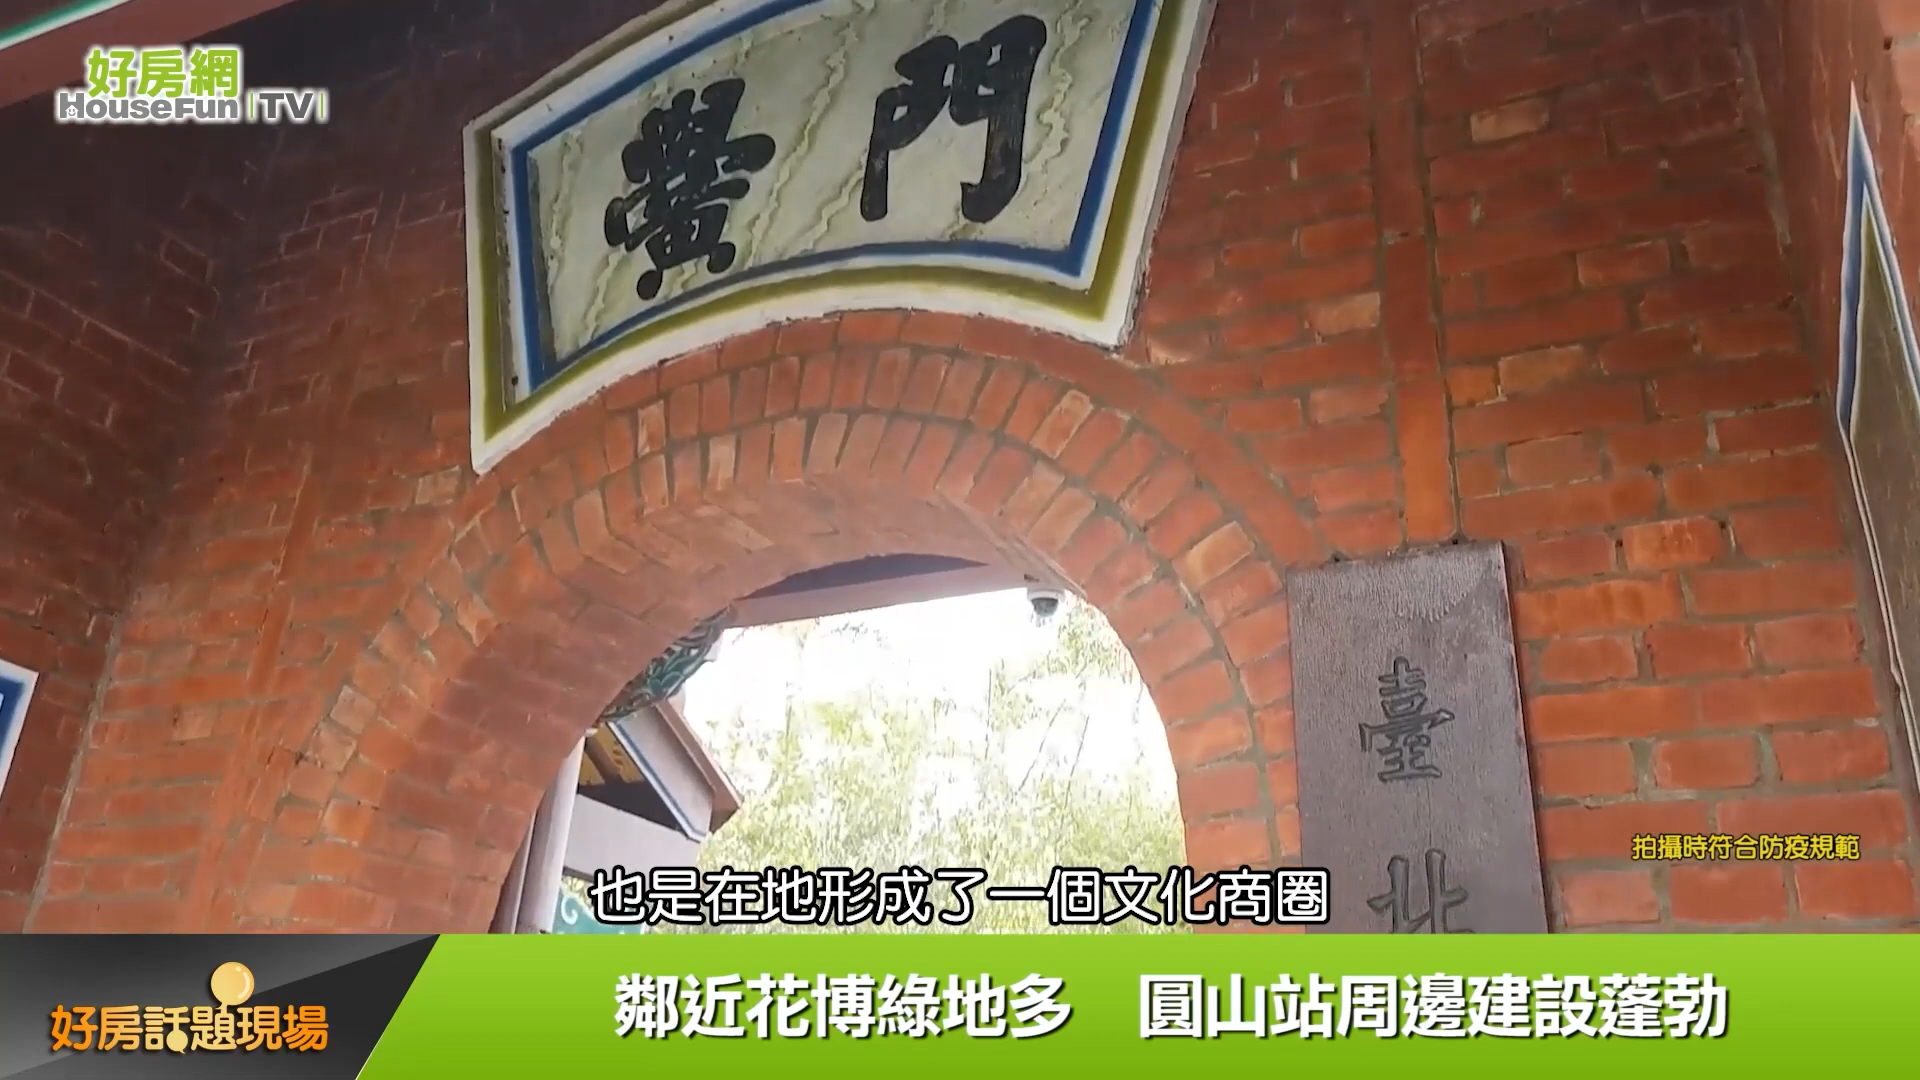 好房網
HouseFun TV
黌門
臺北
拍攝時符合防疫規範
也是在地形成了一個文化商圈
鄰近花博綠地多 圓山站周邊建設蓬勃
好房話題現場